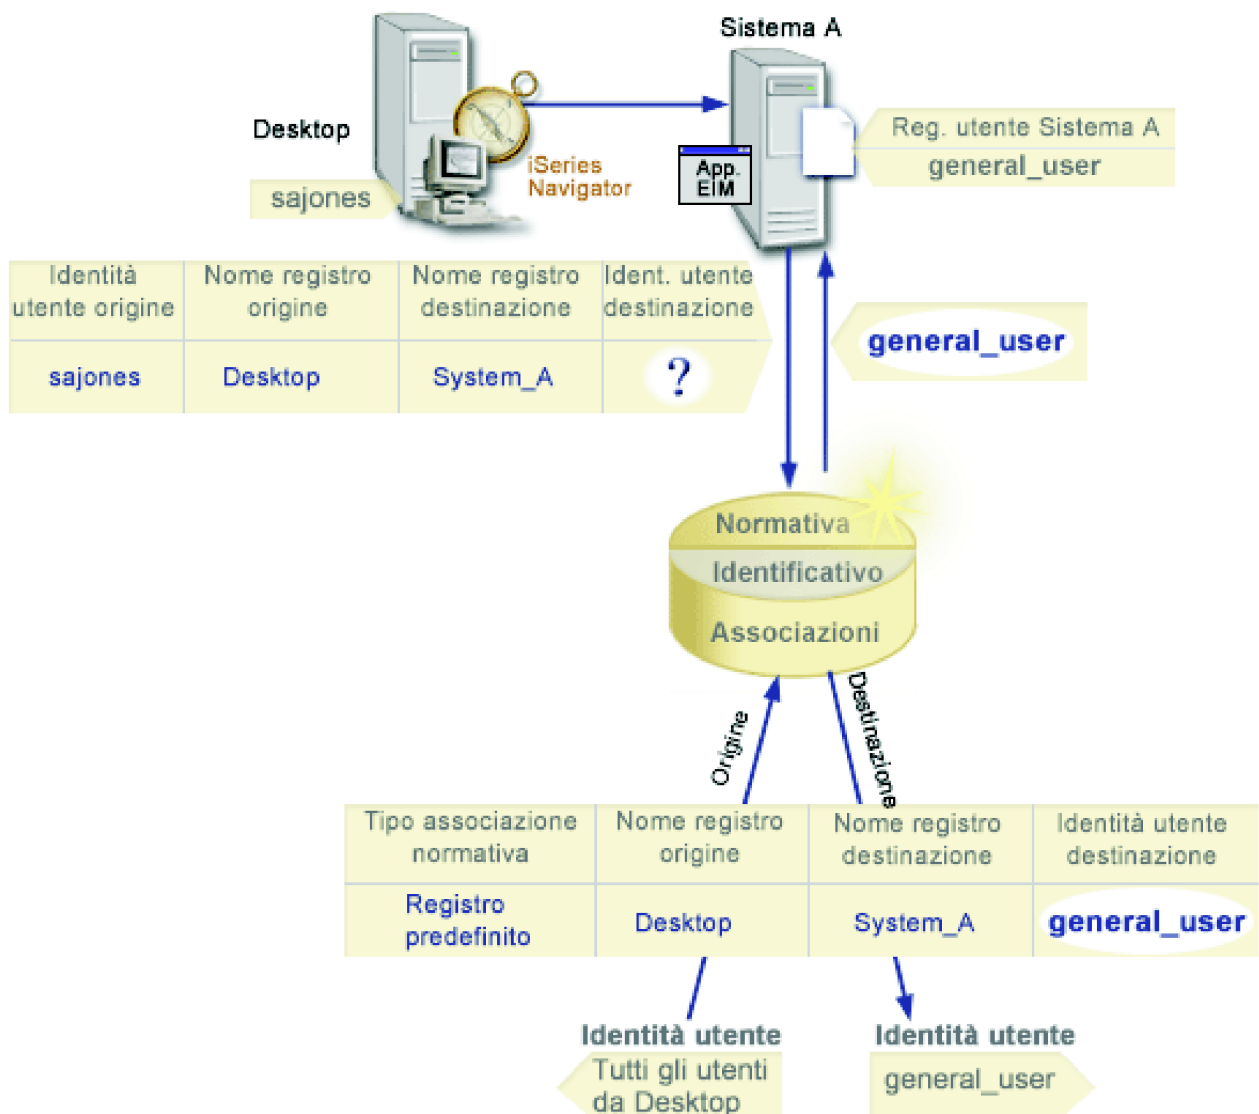 Sistema A
Desktop
iSeries
Navigator
sajones
App.
EIM
Reg. utente Sistema A
general_user
Identità
utente origine
Nome registro
origine
Nome registro
destinazione
Ident. utente
destinazione
sajones
Desktop
System_A
?
general_user
Normativa
Identificativo
Associazioni
Origine
Destinazione
Tipo associazione
normativa
Nome registro
origine
Nome registro
destinazione
Identità utente
destinazione
Registro
predefinito
Desktop
System_A
general_user
Identità utente
Tutti gli utenti
da Desktop
Identità utente
general_user